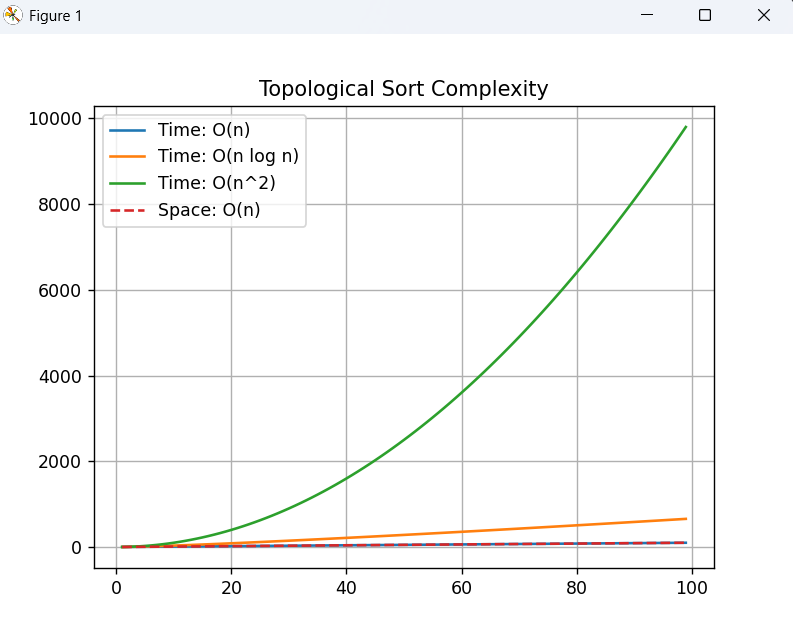 Figure 1
Topological Sort Complexity
10000
8000
6000
4000
2000
0
Time: O(n)
Time: O(n log n)
Time: O(n^2)
Space: O(n)
0 20 40 60 80 100